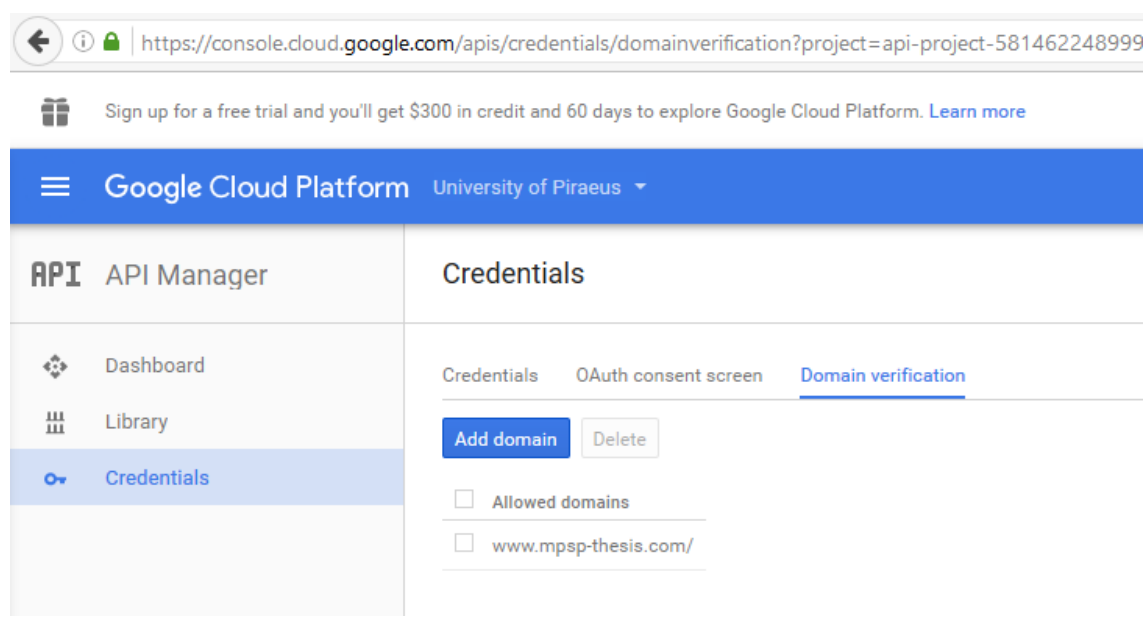 https://console.cloud.google.com/apis/credentials/domainverification?project=api-project-581462248999
Sign up for a free trial and you'll get $300 in credit and 60 days to explore Google Cloud Platform. Learn more
Google Cloud Platform University of Piraeus
API API Manager
Credentials
Dashboard
Library
Credentials
Credentials OAuth consent screen Domain verification
Add domain Delete
Allowed domains
www.mpsp-thesis.com/